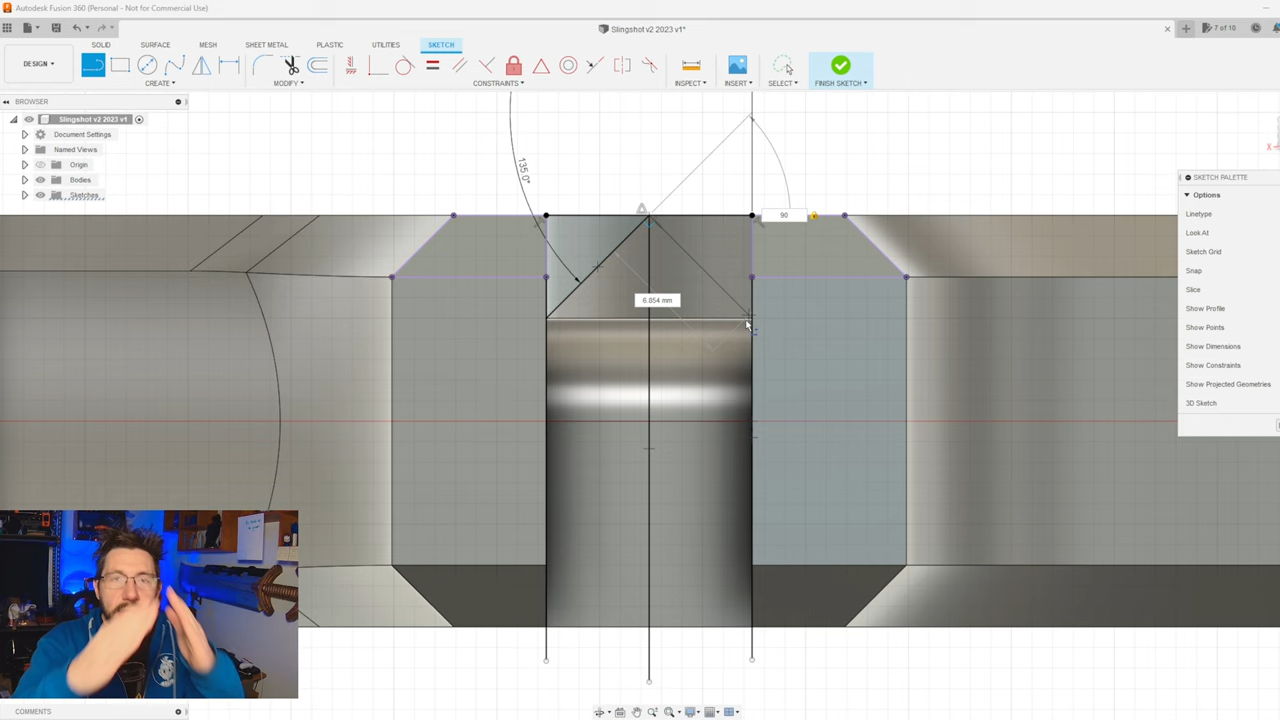 Autodesk Fusion 360 (Personal - Not for Commercial Use)
Slingshot v2 2023 v1*
7 of 10
SOLID SURFACE MESH SHEET METAL PLASTIC UTILITIES SKETCH
DESIGN
CREATE MODIFY CONSTRAINTS INSPECT INSERT SELECT FINISH SKETCH
BROWSER
Slingshot v2 2023 v1
Document Settings
Named Views
Origin
Bodies
Sketches
135.0°
90
6.854 mm
X
SKETCH PALETTE
Options
Linetype
Look At
Sketch Grid
Snap
Slice
Show Profile
Show Points
Show Dimensions
Show Constraints
Show Projected Geometries
3D Sketch
COMMENTS